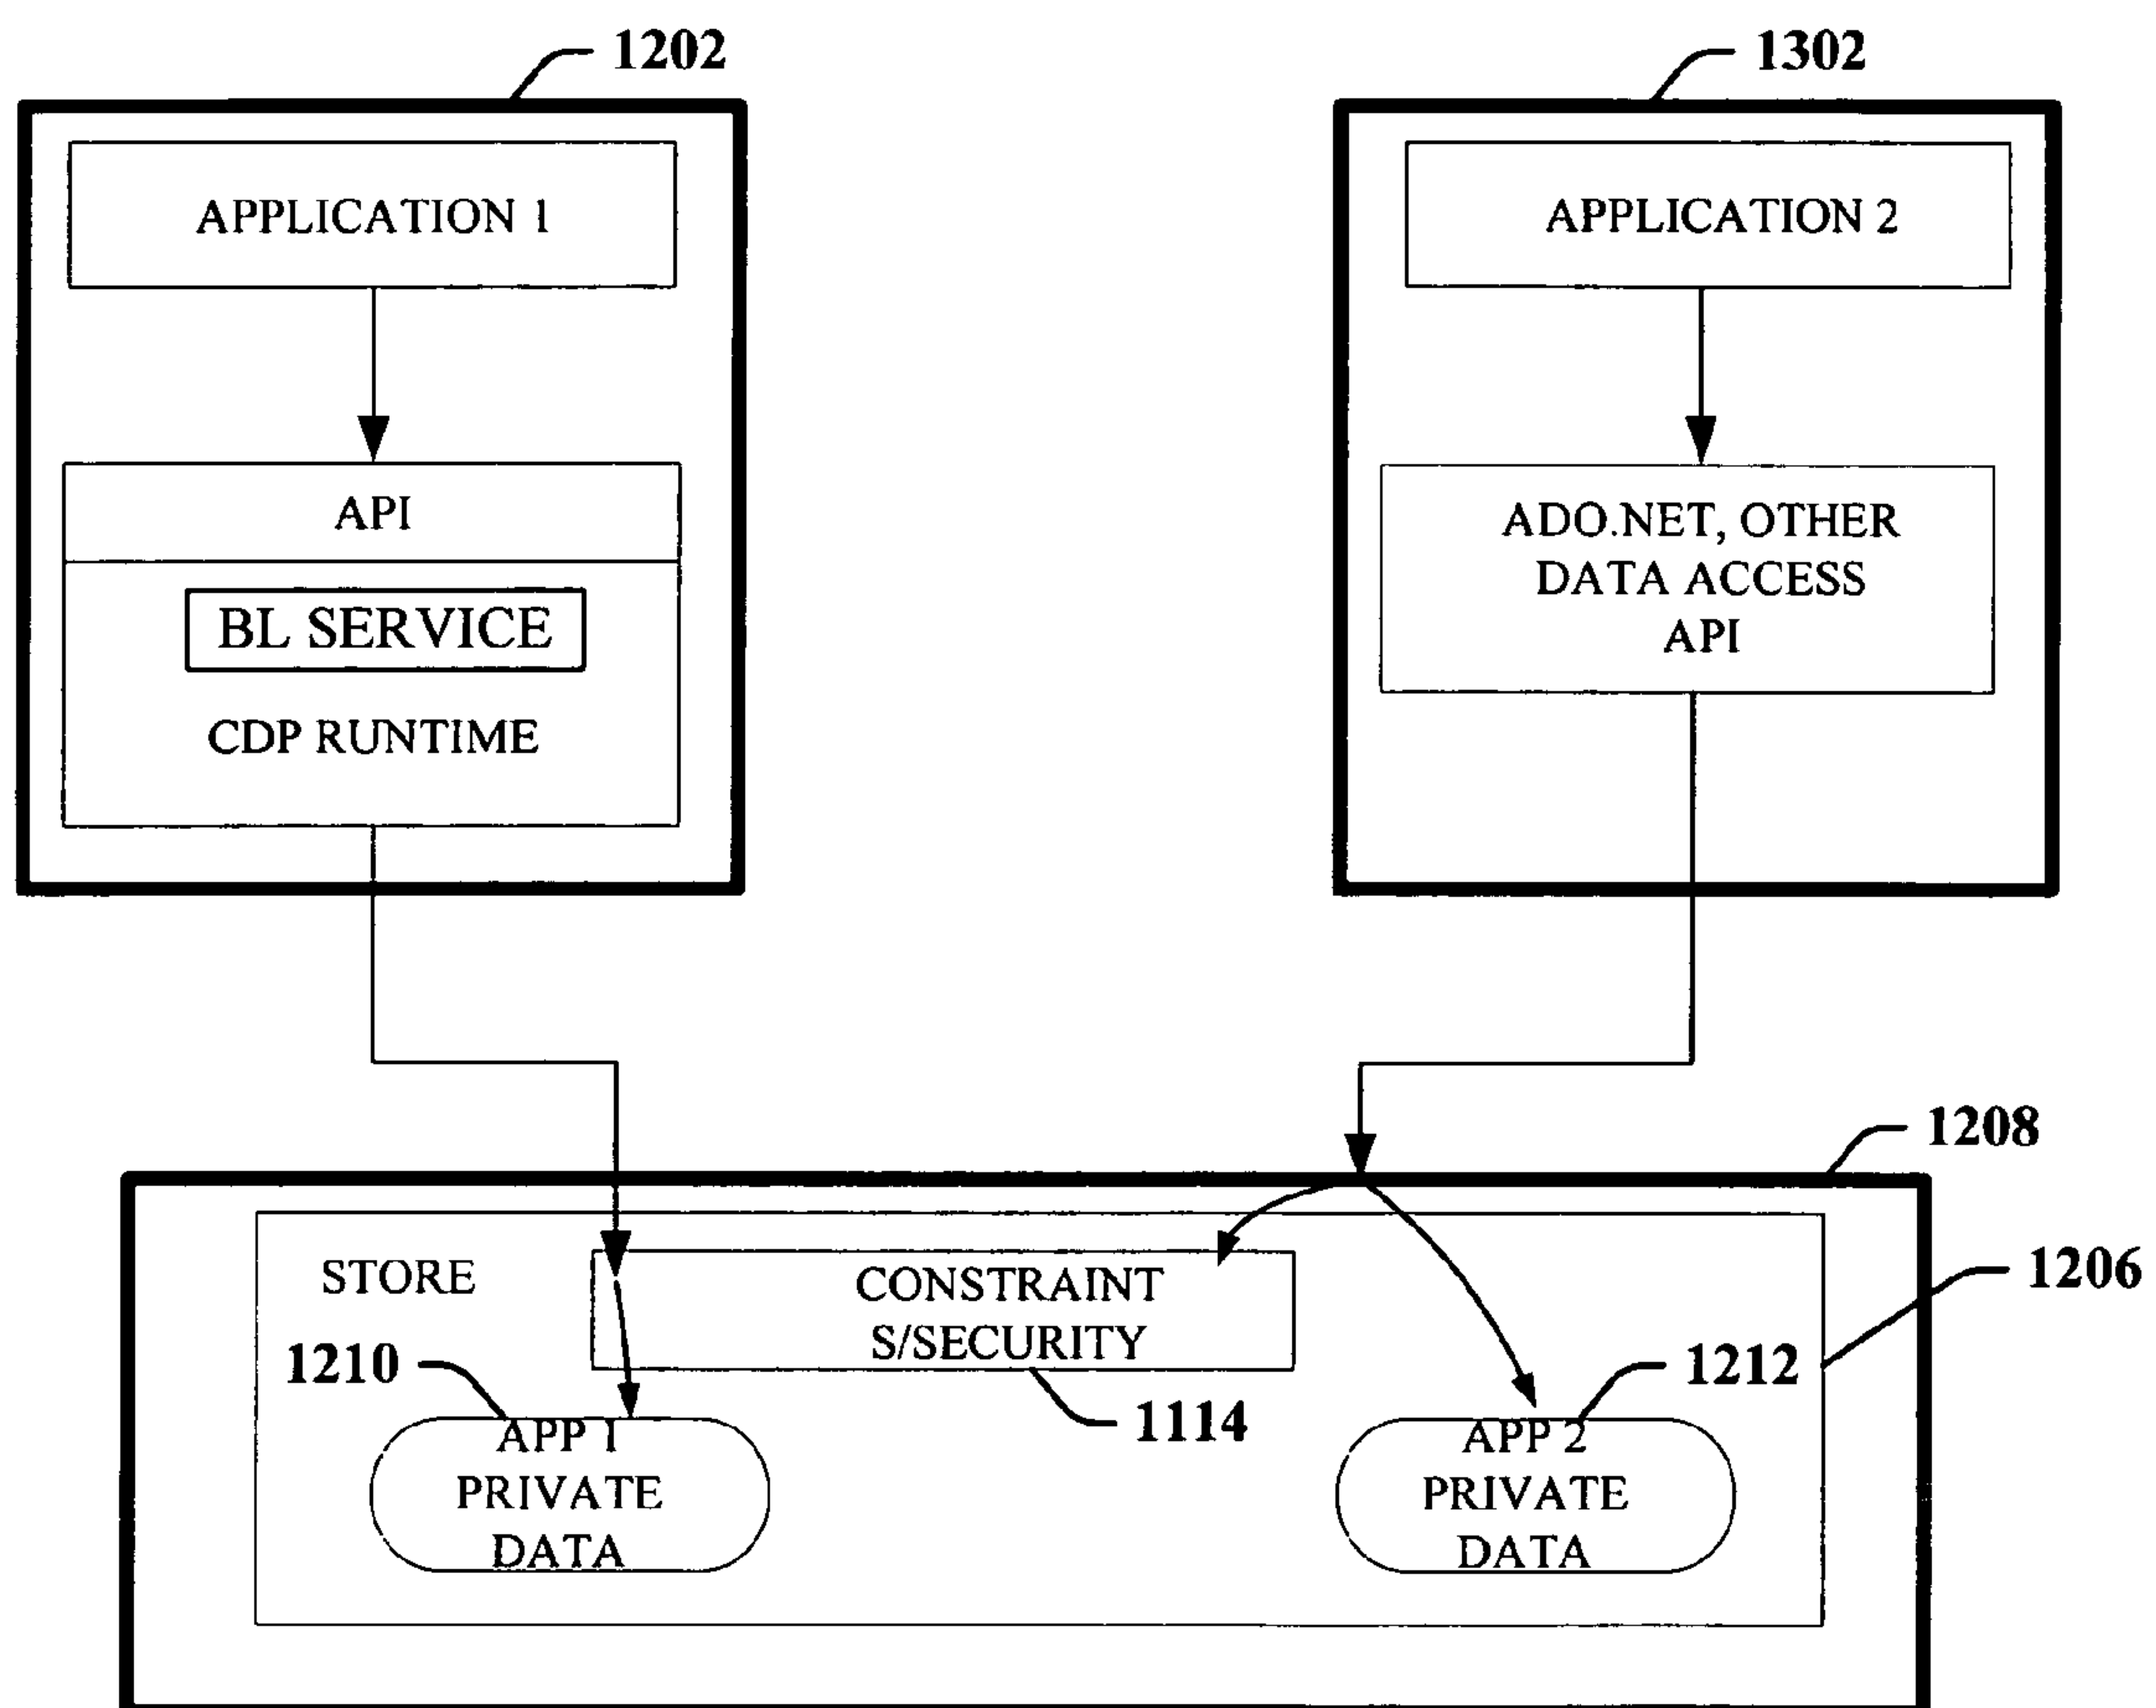 1202
1302
APPLICATION 1
APPLICATION 2
API
BL SERVICE
CDP RUNTIME
ADO.NET, OTHER
DATA ACCESS
API
1208
1206
STORE
CONSTRAINT
S/SECURITY
1210
1212
1114
APP 1
PRIVATE
DATA
APP 2
PRIVATE
DATA